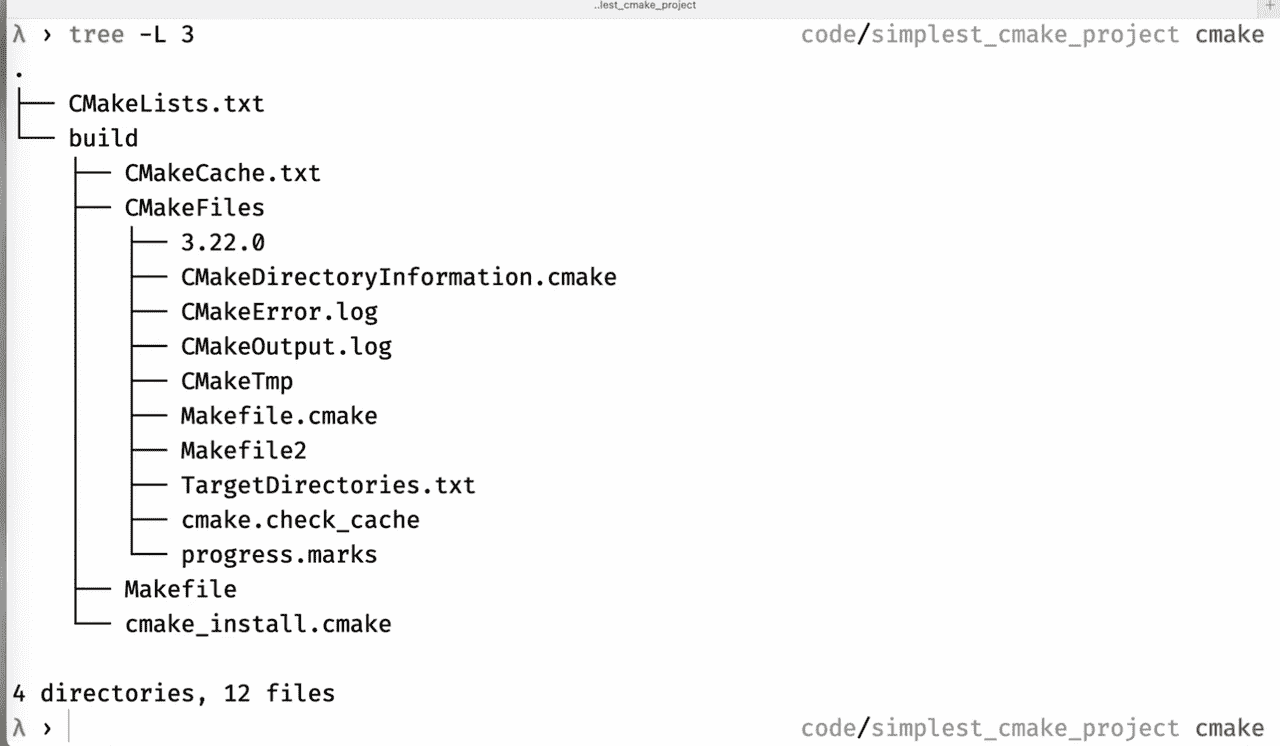 ..lest_cmake_project +
λ › tree -L 3 code/simplest_cmake_project cmake
.
├── CMakeLists.txt
└── build
    ├── CMakeCache.txt
    ├── CMakeFiles
    │   ├── 3.22.0
    │   ├── CMakeDirectoryInformation.cmake
    │   ├── CMakeError.log
    │   ├── CMakeOutput.log
    │   ├── CMakeTmp
    │   ├── Makefile.cmake
    │   ├── Makefile2
    │   ├── TargetDirectories.txt
    │   ├── cmake.check_cache
    │   └── progress.marks
    ├── Makefile
    └── cmake_install.cmake
4 directories, 12 files
λ › code/simplest_cmake_project cmake